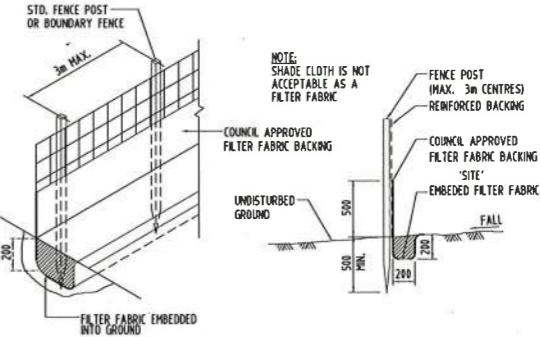 STD. FENCE POST
OR BOUNDARY FENCE
3m MAX.
NOTE:
SHADE CLOTH IS NOT
ACCEPTABLE AS A
FILTER FABRIC
COUNCIL APPROVED
FILTER FABRIC BACKING
200
FILTER FABRIC EMBEDDED
INTO GROUND
FENCE POST
(MAX. 3m CENTRES)
REINFORCED BACKING
COUNCIL APPROVED
FILTER FABRIC BACKING
'SITE'
EMBEDED FILTER FABRIC
UNDISTURBED
GROUND
500
500
MIN.
FALL
200
200